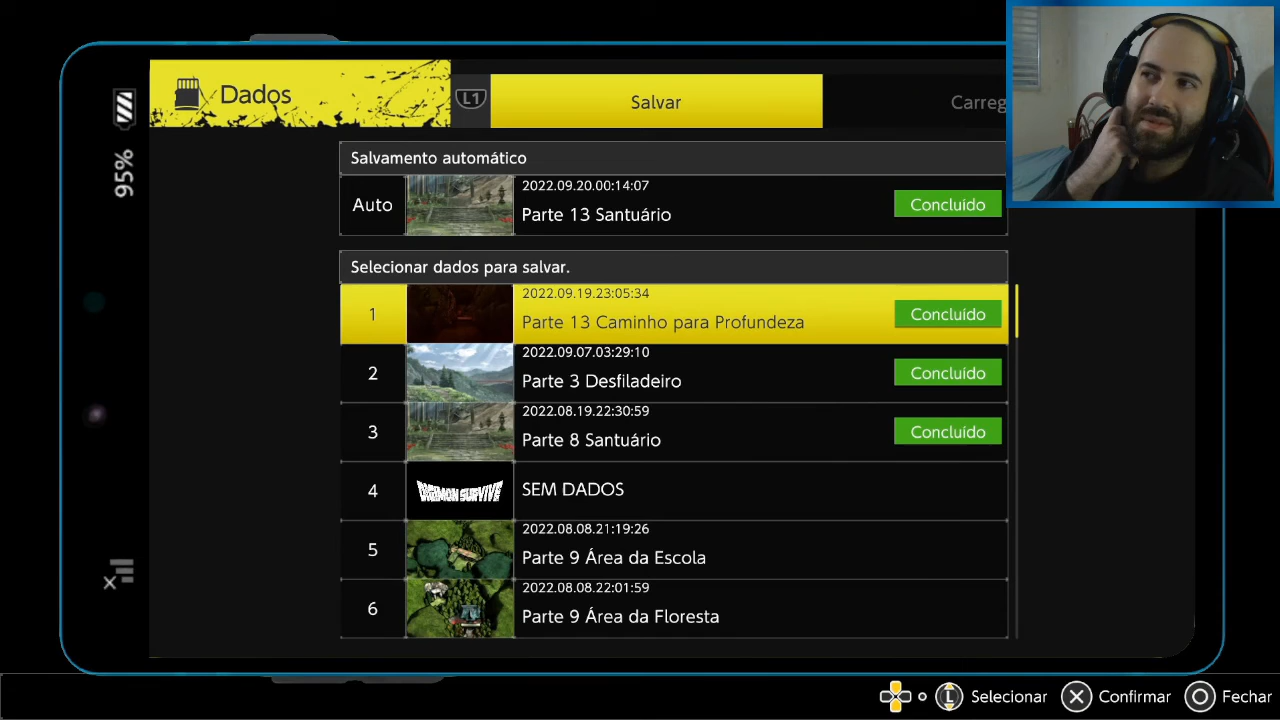 Dados
L1
Salvar
Carreg
95%
Salvamento automático
Auto
2022.09.20.00:14:07
Parte 13 Santuário
Concluído
Selecionar dados para salvar.
1
2022.09.19.23:05:34
Parte 13 Caminho para Profundeza
Concluído
2
2022.09.07.03:29:10
Parte 3 Desfiladeiro
Concluído
3
2022.08.19.22:30:59
Parte 8 Santuário
Concluído
4
DIGIMON SURVIVE
SEM DADOS
5
2022.08.08.21:19:26
Parte 9 Área da Escola
6
2022.08.08.22:01:59
Parte 9 Área da Floresta
L Selecionar
Confirmar
Fechar